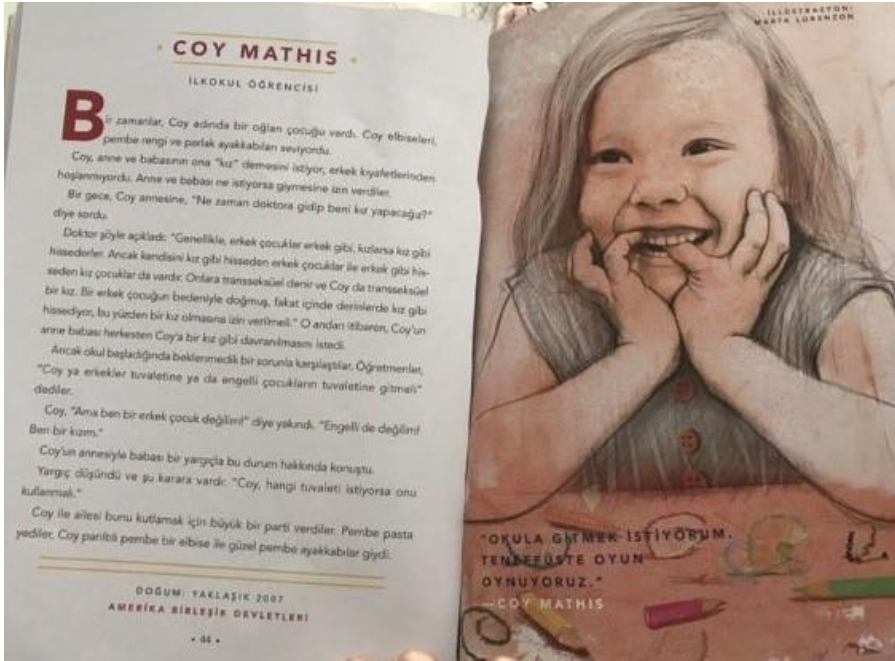 COY MATHIS
İLKOKUL ÖĞRENCİSİ
Bir zamanlar, Coy adında bir oğlan çocuğu vardı. Coy elbiseleri,
pembe rengi ve parlak ayakkabıları seviyordu.
Coy, anne ve babasının ona "kız" demesini istiyor, erkek kıyafetlerinden
hoşlanmıyordu. Anne ve babası ne istiyorsa giymesine izin verdiler.
Bir gece, Coy annesine, "Ne zaman doktora gidip beni kız yapacağız?"
diye sordu.
Doktor şöyle açıkladı: "Genellikle, erkek çocuklar erkek gibi, kızlarsa kız gibi
hissederler. Ancak kendisini kız gibi hisseden erkek çocuklar ile erkek gibi his-
seden kız çocuklar da vardır. Onlara transseksüel denir ve Coy da transseksüel
bir kız. Bir erkek çocuğun bedeniyle doğmuş, fakat içinde derinlerde kız gibi
hissediyor, bu yüzden bir kız olmasına izin verilmeli." O andan itibaren, Coy'un
anne babası herkesten Coy'a bir kız gibi davranılmasını istedi.
Ancak okul başladığında beklenmedik bir sorunla karşılaştılar. Öğretmenler,
"Coy ya erkekler tuvaletine ya da engelli çocukların tuvaletine gitmeli"
dediler.
Coy, "Ama ben bir erkek çocuk değilim!" diye yakındı. "Engelli de değilim!
Ben bir kızım."
Coy'un annesiyle babası bir yargıçla bu durum hakkında konuştu.
Yargıç düşündü ve şu karara vardı: "Coy, hangi tuvaleti istiyorsa onu
kullanmalı."
Coy ile ailesi bunu kutlamak için büyük bir parti verdiler. Pembe pasta
yediler, Coy parıltılı pembe bir elbise ile güzel pembe ayakkabılar giydi.
DOĞUM: YAKLAŞIK 2007
AMERİKA BİRLEŞİK DEVLETLERİ
• 44 •
İLLÜSTRASYON:
MARTA LORENZON
"OKULA GİTMEK İSTİYORUM.
TENEFFÜSTE OYUN
OYNUYORUZ."
—COY MATHIS